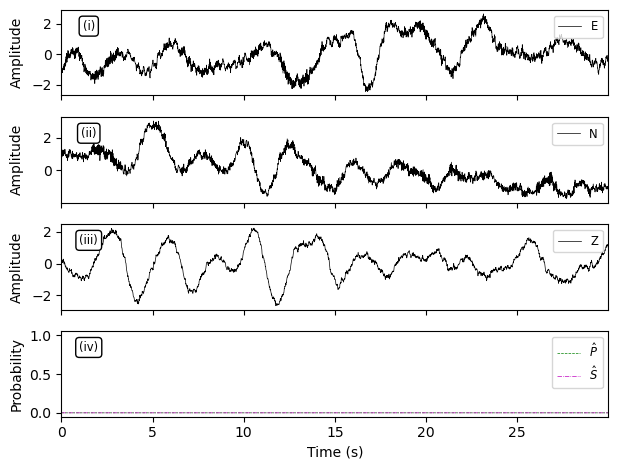 Amplitude
2
0
−2
(i)
E
Amplitude
2
0
(ii)
N
Amplitude
2
0
−2
(iii)
Z
Probability
1.0
0.5
0.0
(iv)
P̂
Ŝ
0 5 10 15 20 25
Time (s)